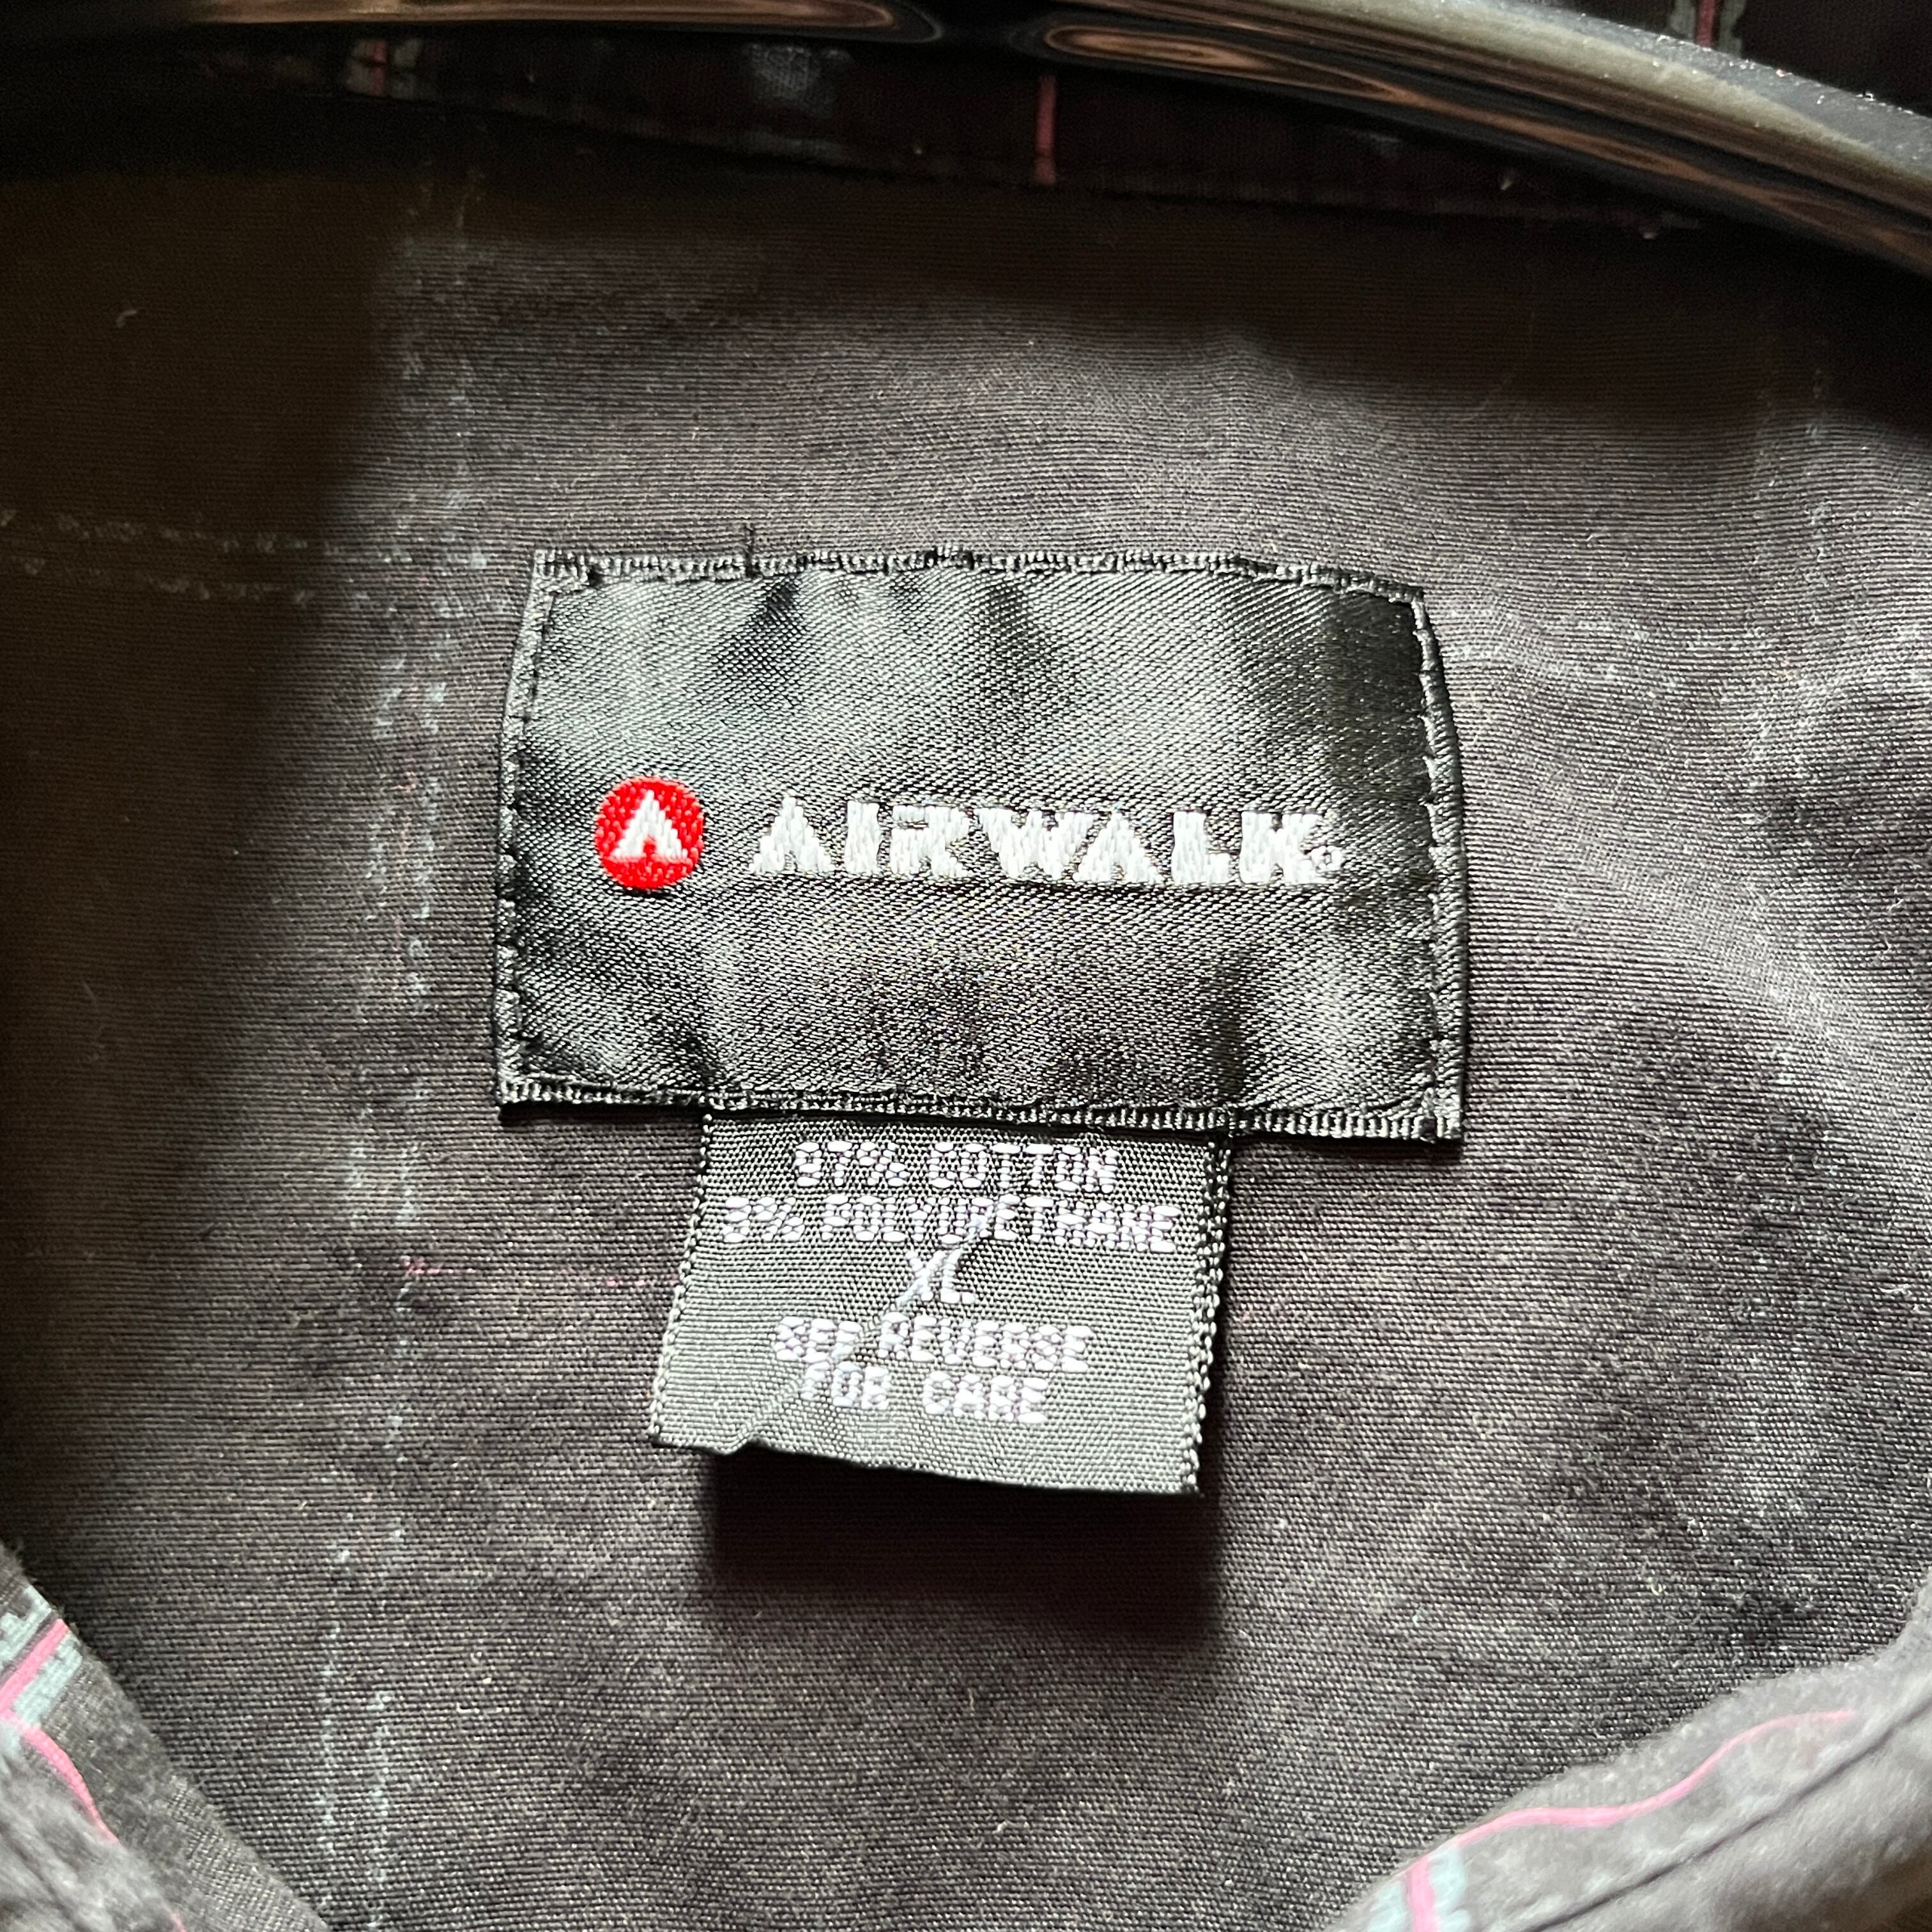 AIRWALK®
97% COTTON
3% POLYURETHANE
XL
SEE REVERSE
FOR CARE